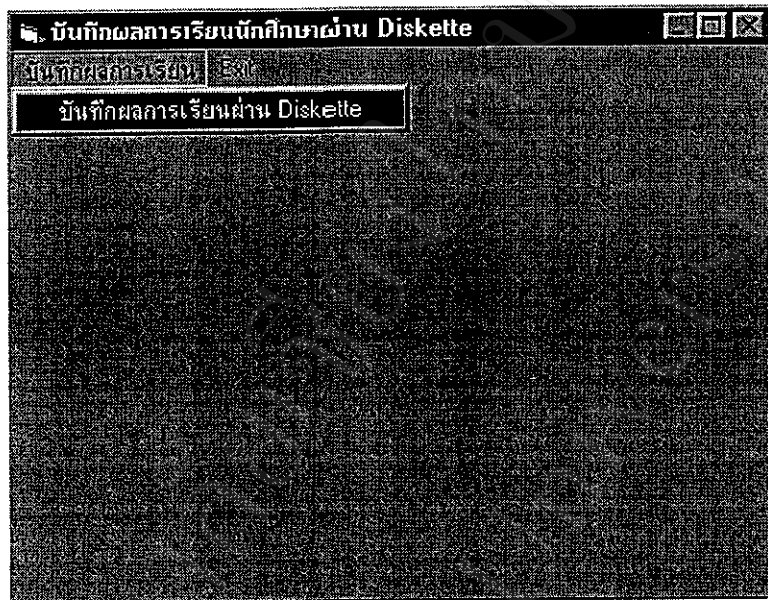 บันทึกผลการเรียนนักศึกษาผ่าน Diskette
บันทึกผลการเรียน Exit
บันทึกผลการเรียนผ่าน Diskette